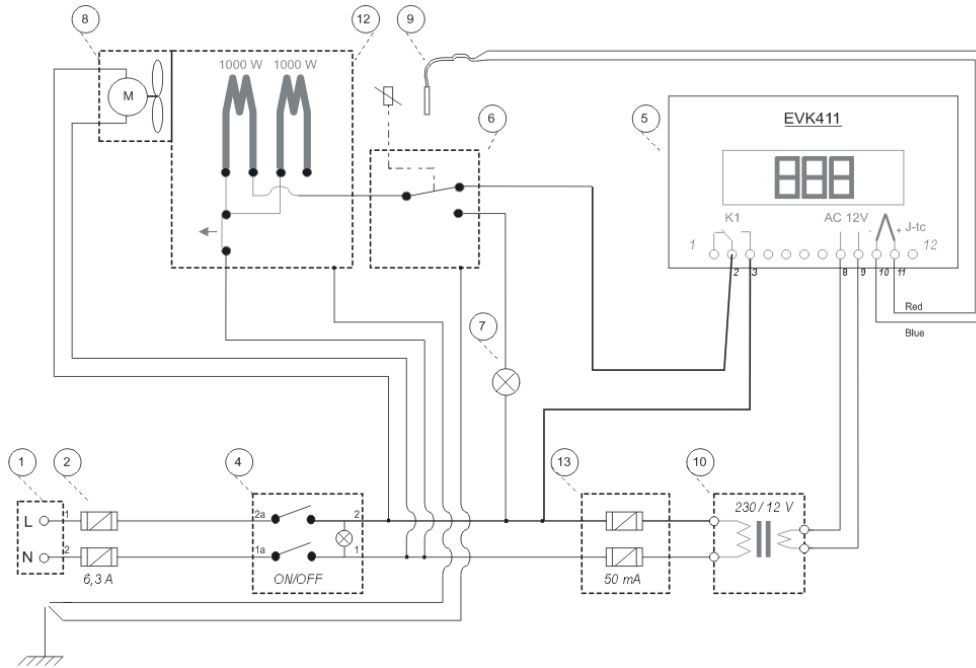 8
12
9
1000 W 1000 W
M
6
5
EVK411
K1
AC 12V
- + J-tc
1
12
2 3 8 9 10 11
Red
Blue
7
1
2
4
13
10
L
1
2a
2
230 / 12 V
N
2
1a
1
6,3 A
ON/OFF
50 mA